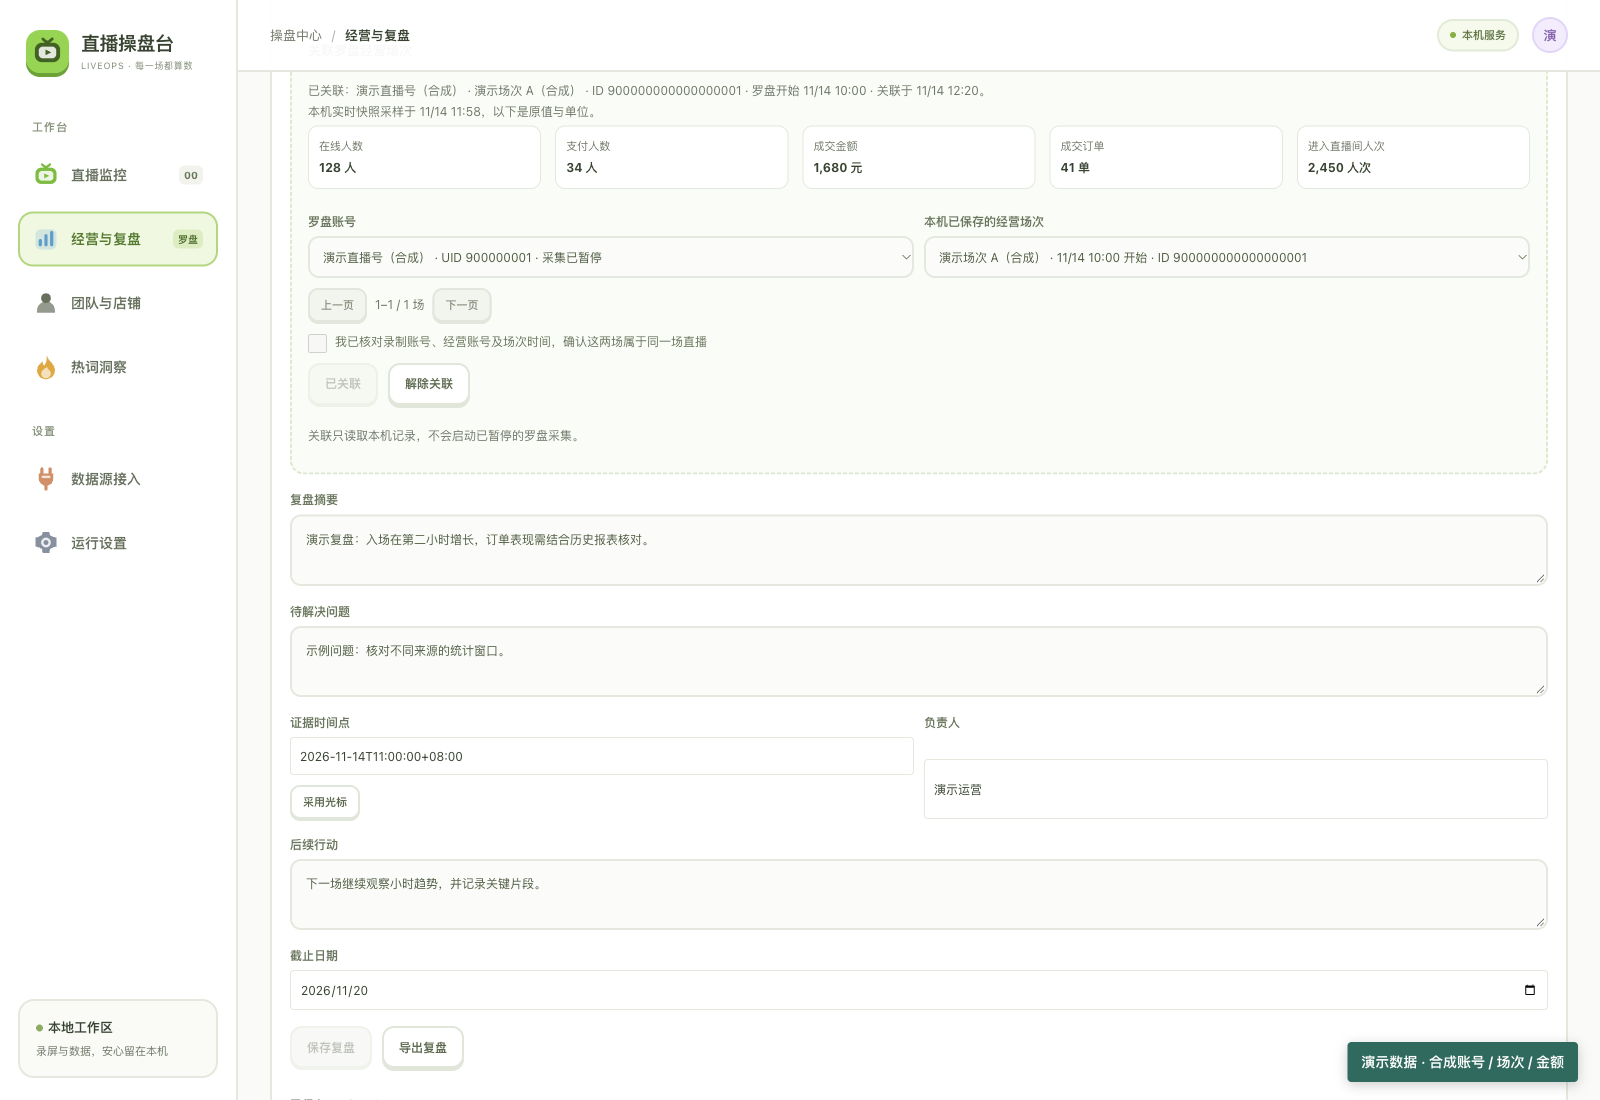 直播操盘台
LIVEOPS · 每一场都算数
工作台
直播监控
00
经营与复盘
罗盘
团队与店铺
热词洞察
设置
数据源接入
运行设置
本地工作区
录屏与数据，安心留在本机
操盘中心 / 经营与复盘
本机服务
演
已关联：演示直播号（合成） · 演示场次 A（合成） · ID 900000000000000001 · 罗盘开始 11/14 10:00 · 关联于 11/14 12:20。
本机实时快照采样于 11/14 11:58，以下是原值与单位。
在线人数
128 人
支付人数
34 人
成交金额
1,680 元
成交订单
41 单
进入直播间人次
2,450 人次
罗盘账号
演示直播号（合成） · UID 900000001 · 采集已暂停
本机已保存的经营场次
演示场次 A（合成） · 11/14 10:00 开始 · ID 900000000000000001
上一页
1–1 / 1 场
下一页
我已核对录制账号、经营账号及场次时间，确认这两场属于同一场直播
已关联
解除关联
关联只读取本机记录，不会启动已暂停的罗盘采集。
复盘摘要
演示复盘：入场在第二小时增长，订单表现需结合历史报表核对。
待解决问题
示例问题：核对不同来源的统计窗口。
证据时间点
2026-11-14T11:00:00+08:00
采用光标
负责人
演示运营
后续行动
下一场继续观察小时趋势，并记录关键片段。
截止日期
2026/11/20
保存复盘
导出复盘
演示数据 · 合成账号 / 场次 / 金额